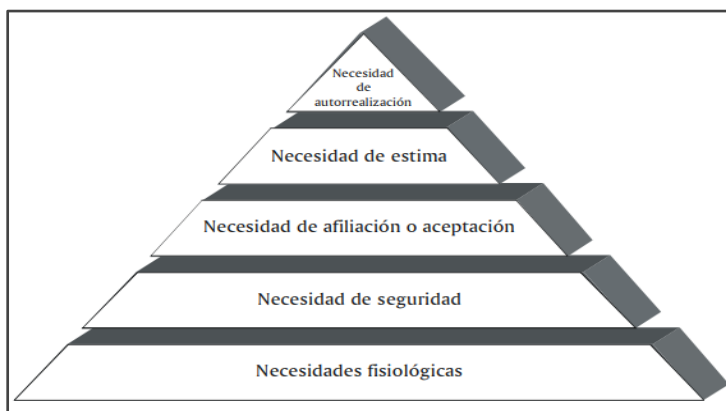 Necesidad
de
autorrealización
Necesidad de estima
Necesidad de afiliación o aceptación
Necesidad de seguridad
Necesidades fisiológicas